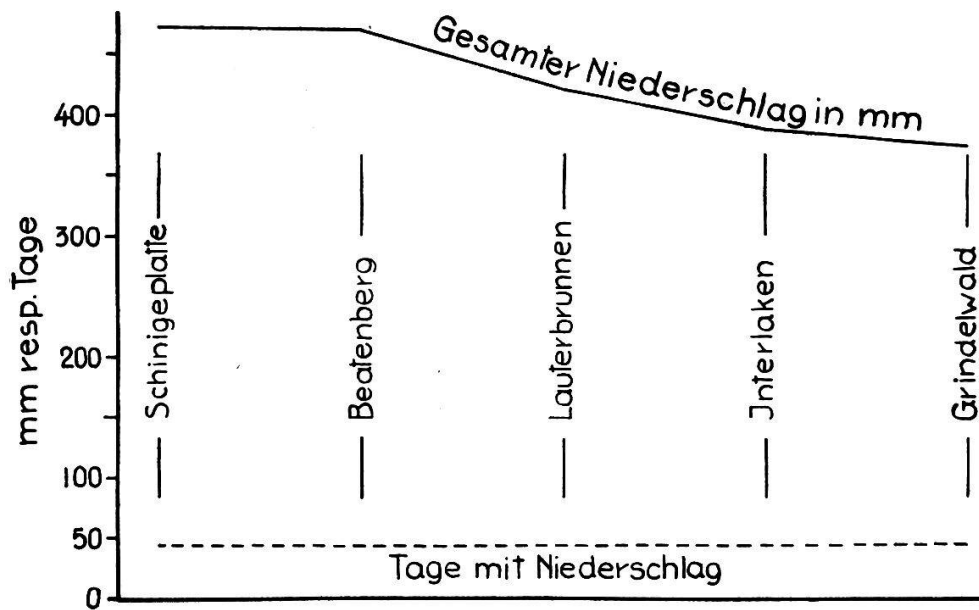 Gesamter Niederschlag in mm
mm resp. Tage
400
300
200
100
50
0
Schinigeplatte
Beatenberg
Lauterbrunnen
Jnterlaken
Grindelwald
Tage mit Niederschlag